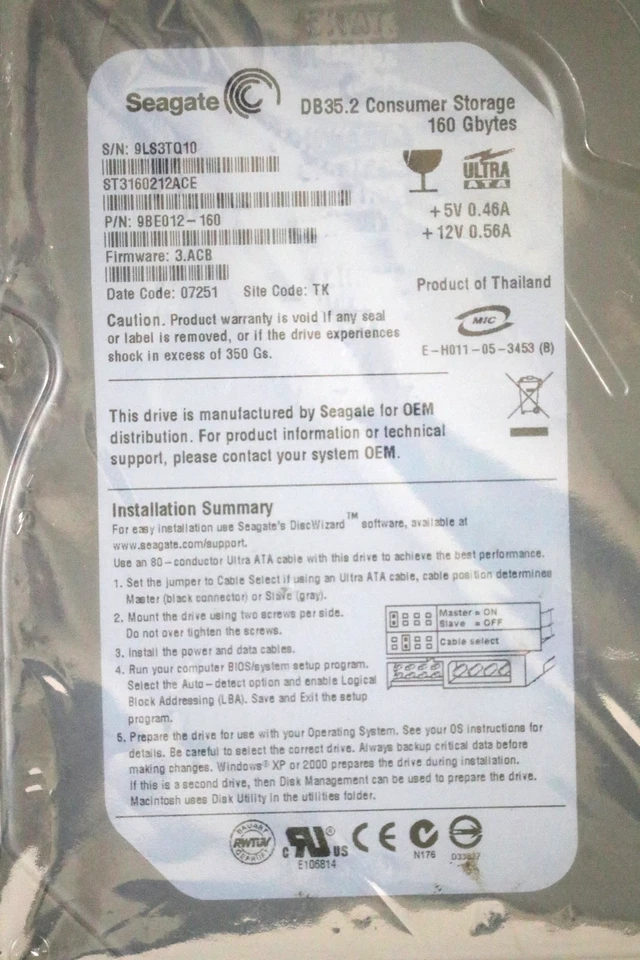 Seagate
DB35.2 Consumer Storage
160 Gbytes
S/N: 9LS3TQ10
ST3160212ACE
P/N: 9BE012-160
Firmware: 3.ACB
Date Code: 07251 Site Code: TK
ULTRA
ATA
+5V 0.46A
+12V 0.56A
Product of Thailand
MIC
E-H011-05-3453 (B)
Caution. Product warranty is void if any seal
or label is removed, or if the drive experiences
shock in excess of 350 Gs.
This drive is manufactured by Seagate for OEM
distribution. For product information or technical
support, please contact your system OEM.
Installation Summary
For easy installation use Seagate's DiscWizard™ software, available at
www.seagate.com/support.
Use an 80-conductor Ultra ATA cable with this drive to achieve the best performance.
1. Set the jumper to Cable Select if using an Ultra ATA cable, cable position determines
Master (black connector) or Slave (gray).
2. Mount the drive using two screws per side.
Do not over tighten the screws.
3. Install the power and data cables.
4. Run your computer BIOS/system setup program.
Select the Auto-detect option and enable Logical
Block Addressing (LBA). Save and Exit the setup
program.
Master = ON
Slave = OFF
Cable select
5. Prepare the drive for use with your Operating System. See your OS instructions for
details. Be careful to select the correct drive. Always backup critical data before
making changes. Windows® XP or 2000 prepares the drive during installation.
If this is a second drive, then Disk Management can be used to prepare the drive.
Macintosh uses Disk Utility in the utilities folder.
BAUART
RWTÜV
GEPRÜFT
C RU® US
E106814
CE
N176